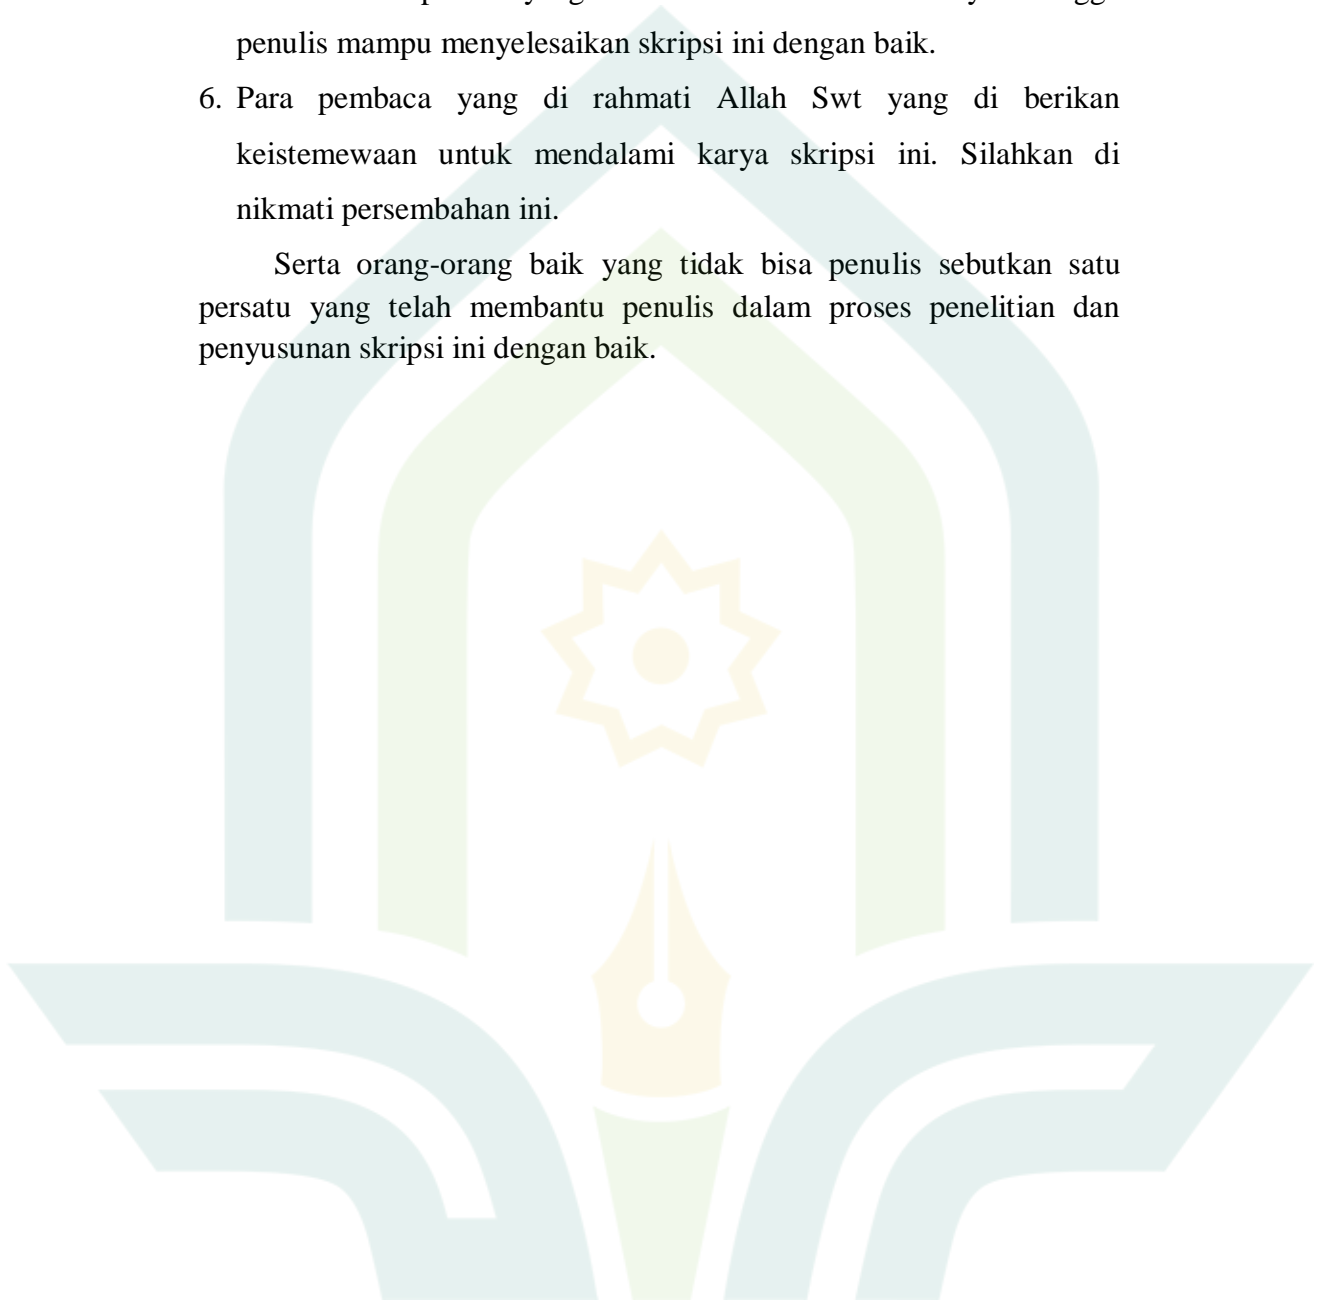 penulis mampu menyelesaikan skripsi ini dengan baik.
6. Para pembaca yang di rahmati Allah Swt yang di berikan
keistemewaan untuk mendalami karya skripsi ini. Silahkan di
nikmati persembahan ini.
Serta orang-orang baik yang tidak bisa penulis sebutkan satu
persatu yang telah membantu penulis dalam proses penelitian dan
penyusunan skripsi ini dengan baik.